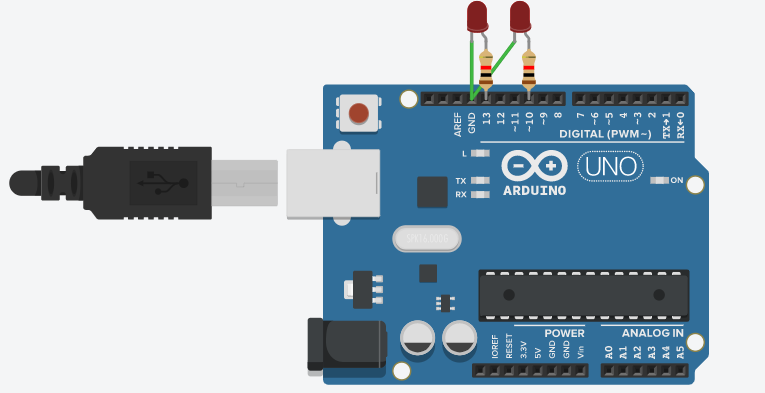 AREF
GND
13
12
~11
~10
~9
8
7
~6
~5
4
~3
2
TX→1
RX←0
DIGITAL (PWM~)
L
TX
RX
UNO
ARDUINO
ON
POWER
ANALOG IN
IOREF
RESET
3.3V
5V
GND
GND
Vin
A0
A1
A2
A3
A4
A5